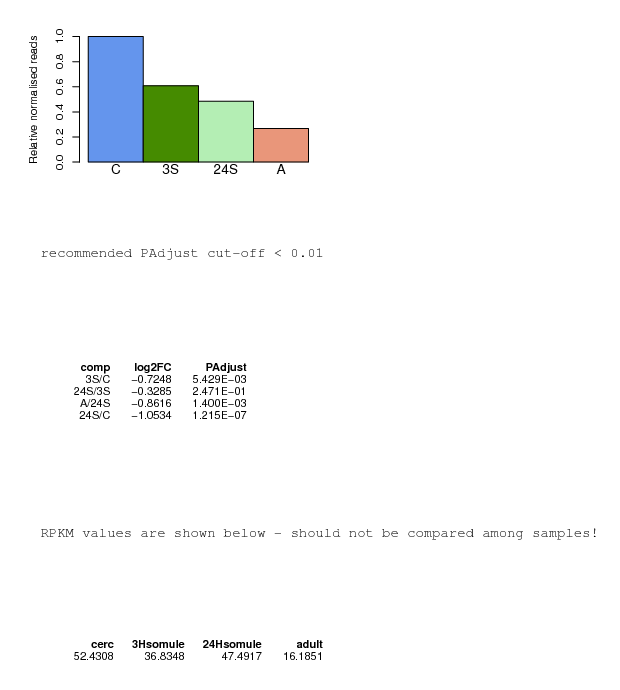 Relative normalised reads
1.0
0.8
0.6
0.4
0.2
0.0
C 3S 24S A
recommended PAdjust cut-off < 0.01
comp log2FC PAdjust
3S/C −0.7248 5.429E−03
24S/3S −0.3285 2.471E−01
A/24S −0.8616 1.400E−03
24S/C −1.0534 1.215E−07
RPKM values are shown below - should not be compared among samples!
cerc 3Hsomule 24Hsomule adult
52.4308 36.8348 47.4917 16.1851